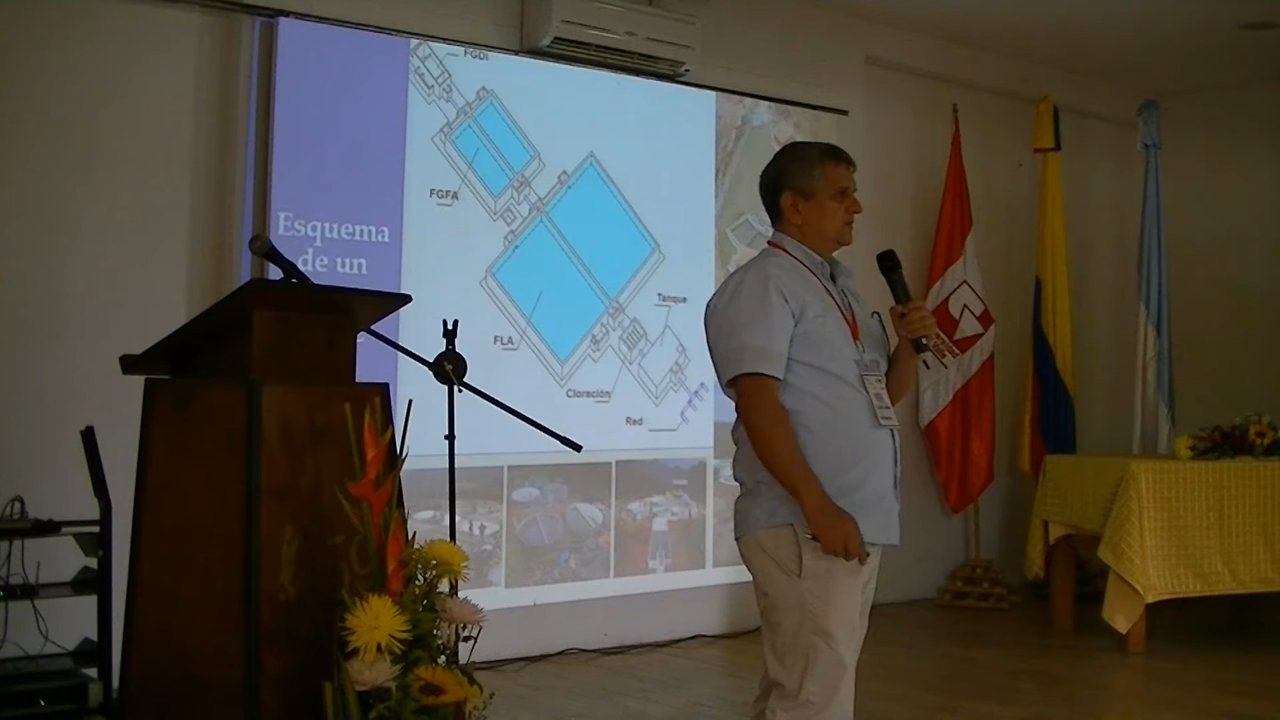 Esquema
de un
FGDi
FGFA
FLA
Tanque
Cloración
Red